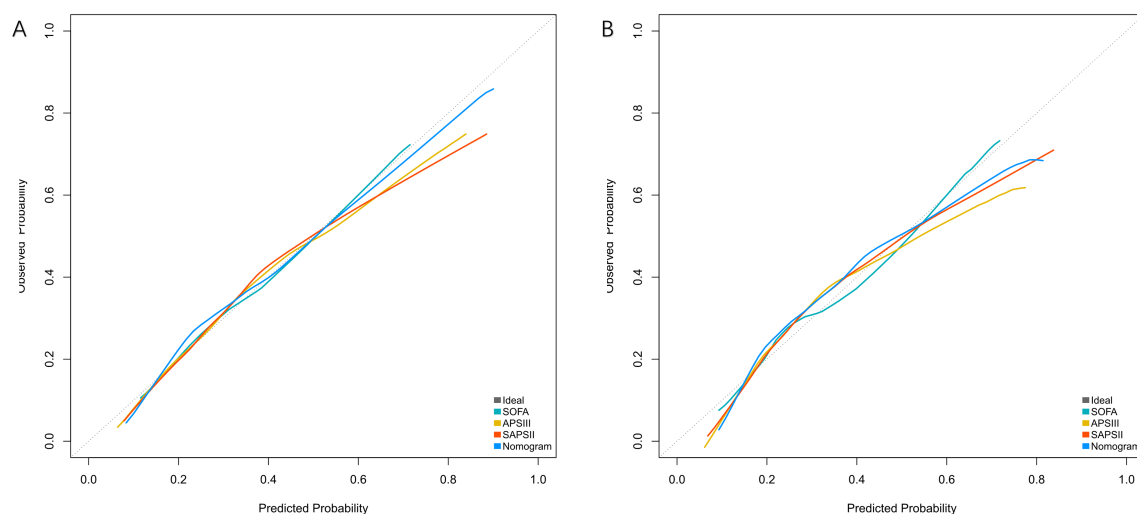 A
1.0
0.8
0.6
0.4
0.2
0.0
Observed Probability
0.0 0.2 0.4 0.6 0.8 1.0
Predicted Probability
Ideal
SOFA
APSIII
SAPSII
Nomogram
B
1.0
0.8
0.6
0.4
0.2
0.0
Observed Probability
0.0 0.2 0.4 0.6 0.8 1.0
Predicted Probability
Ideal
SOFA
APSIII
SAPSII
Nomogram